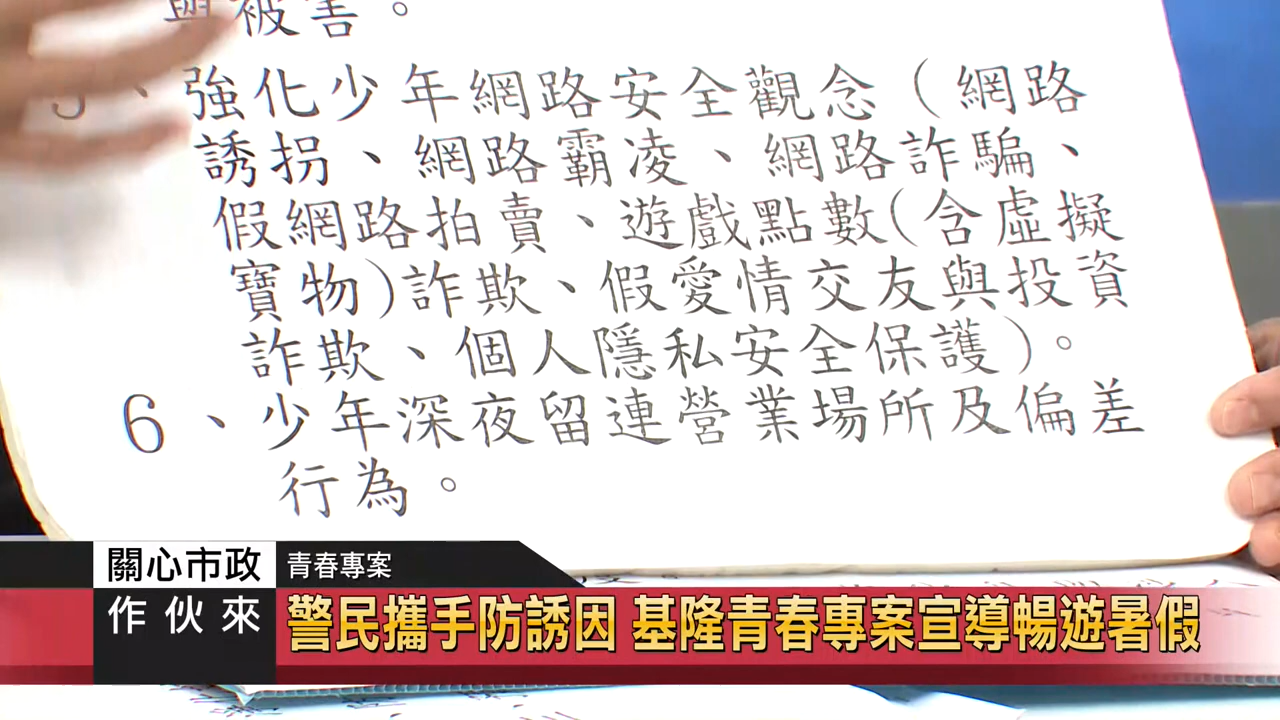 與被害。
5、強化少年網路安全觀念（網路
誘拐、網路霸凌、網路詐騙、
假網路拍賣、遊戲點數(含虛擬
寶物)詐欺、假愛情交友與投資
詐欺、個人隱私安全保護)。
6、少年深夜留連營業場所及偏差
行為。
關心市政
青春專案
作伙來
警民攜手防誘因 基隆青春專案宣導暢遊暑假